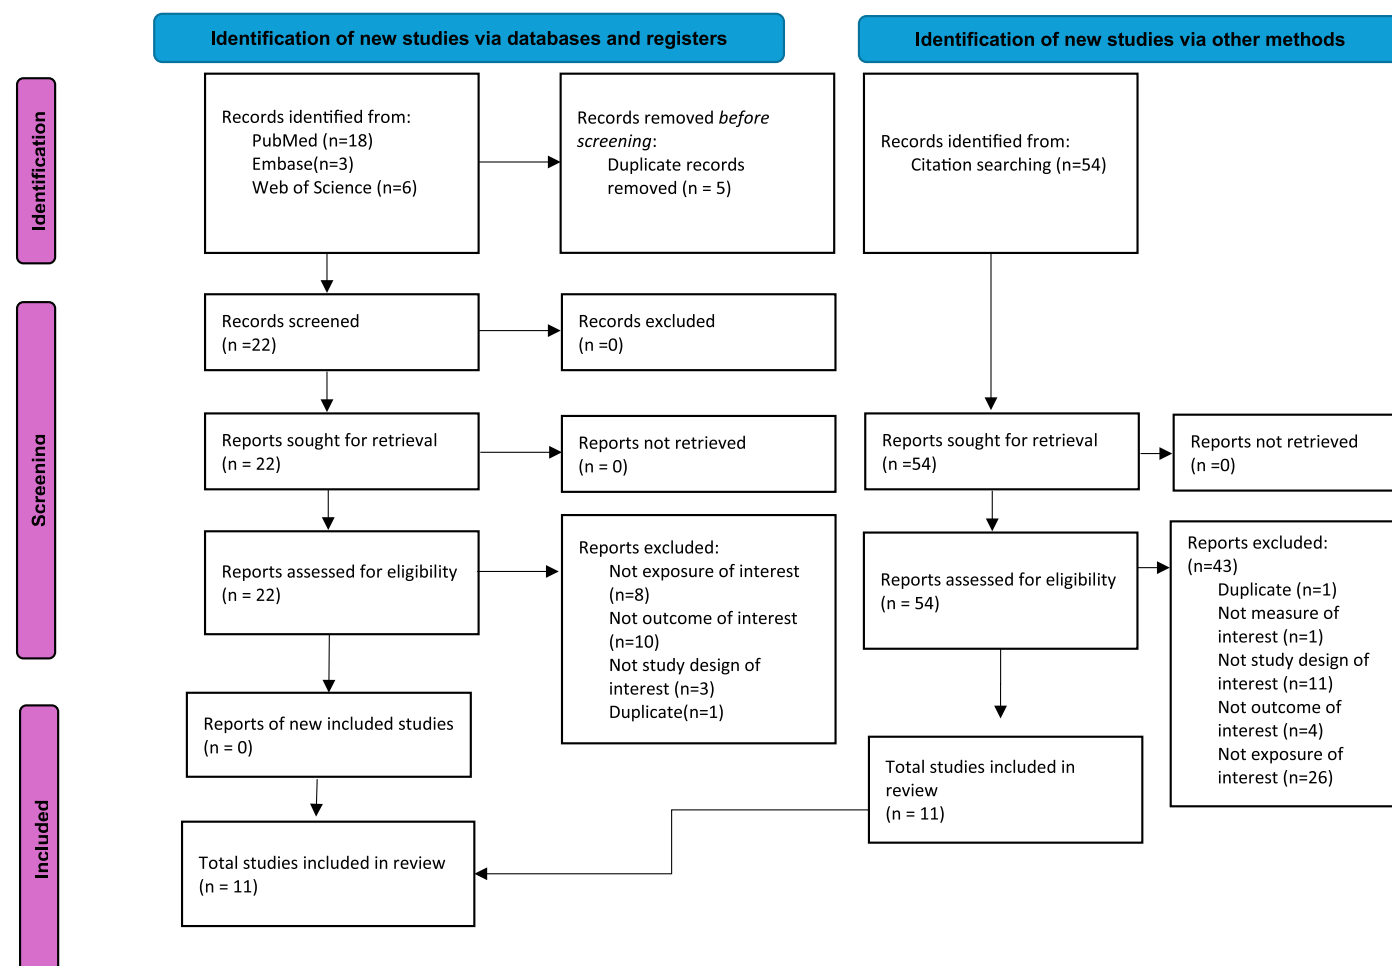 Identification of new studies via databases and registers
Identification of new studies via other methods
Identification
Records identified from:
PubMed (n=18)
Embase(n=3)
Web of Science (n=6)
Records removed before
screening:
Duplicate records
removed (n = 5)
Records identified from:
Citation searching (n=54)
Screening
Records screened
(n =22)
Records excluded
(n =0)
Reports sought for retrieval
(n = 22)
Reports not retrieved
(n = 0)
Reports sought for retrieval
(n =54)
Reports not retrieved
(n =0)
Reports assessed for eligibility
(n = 22)
Reports excluded:
Not exposure of interest
(n=8)
Not outcome of interest
(n=10)
Not study design of
interest (n=3)
Duplicate(n=1)
Reports assessed for eligibility
(n = 54)
Reports excluded:
(n=43)
Duplicate (n=1)
Not measure of
interest (n=1)
Not study design of
interest (n=11)
Not outcome of
interest (n=4)
Not exposure of
interest (n=26)
Included
Reports of new included studies
(n = 0)
Total studies included in
review
(n = 11)
Total studies included in review
(n = 11)